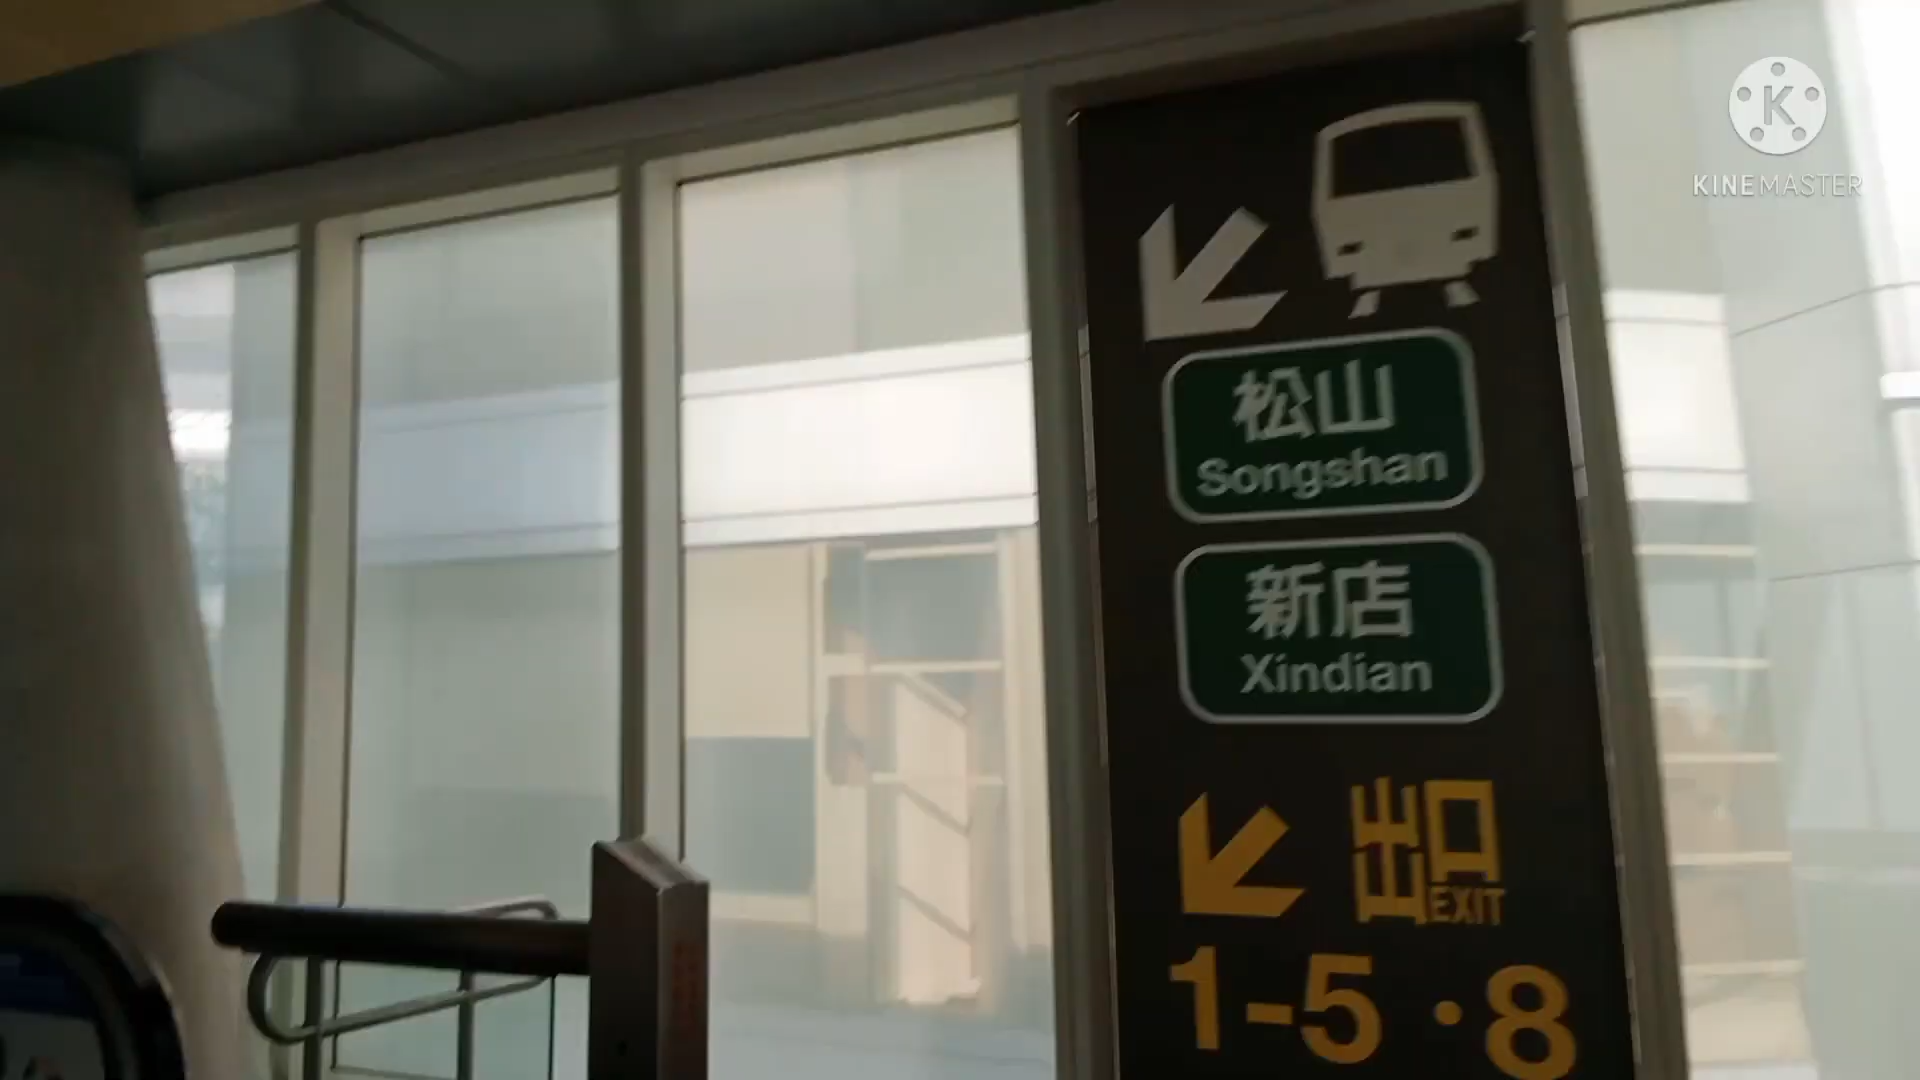 K
KINEMASTER
松山
Songshan
新店
Xindian
出口
EXIT
1-5·8